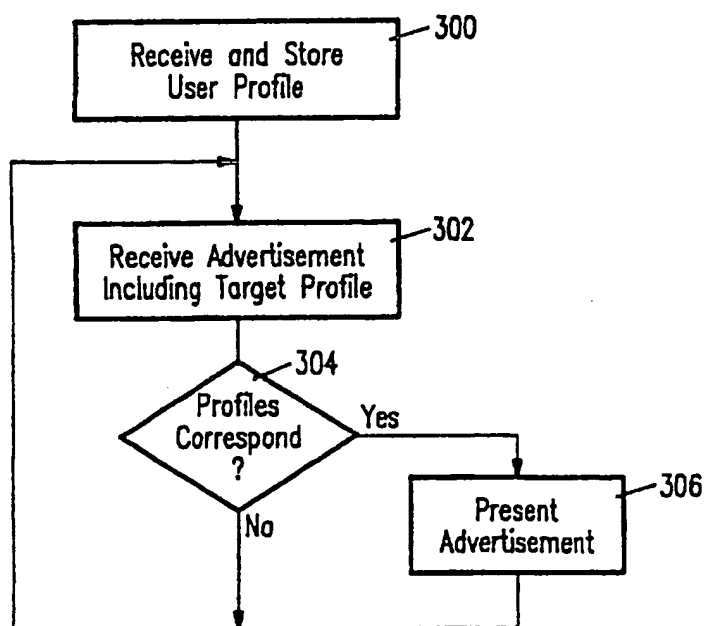 300
Receive and Store
User Profile
302
Receive Advertisement
Including Target Profile
304
Profiles
Correspond
?
Yes
No
306
Present
Advertisement